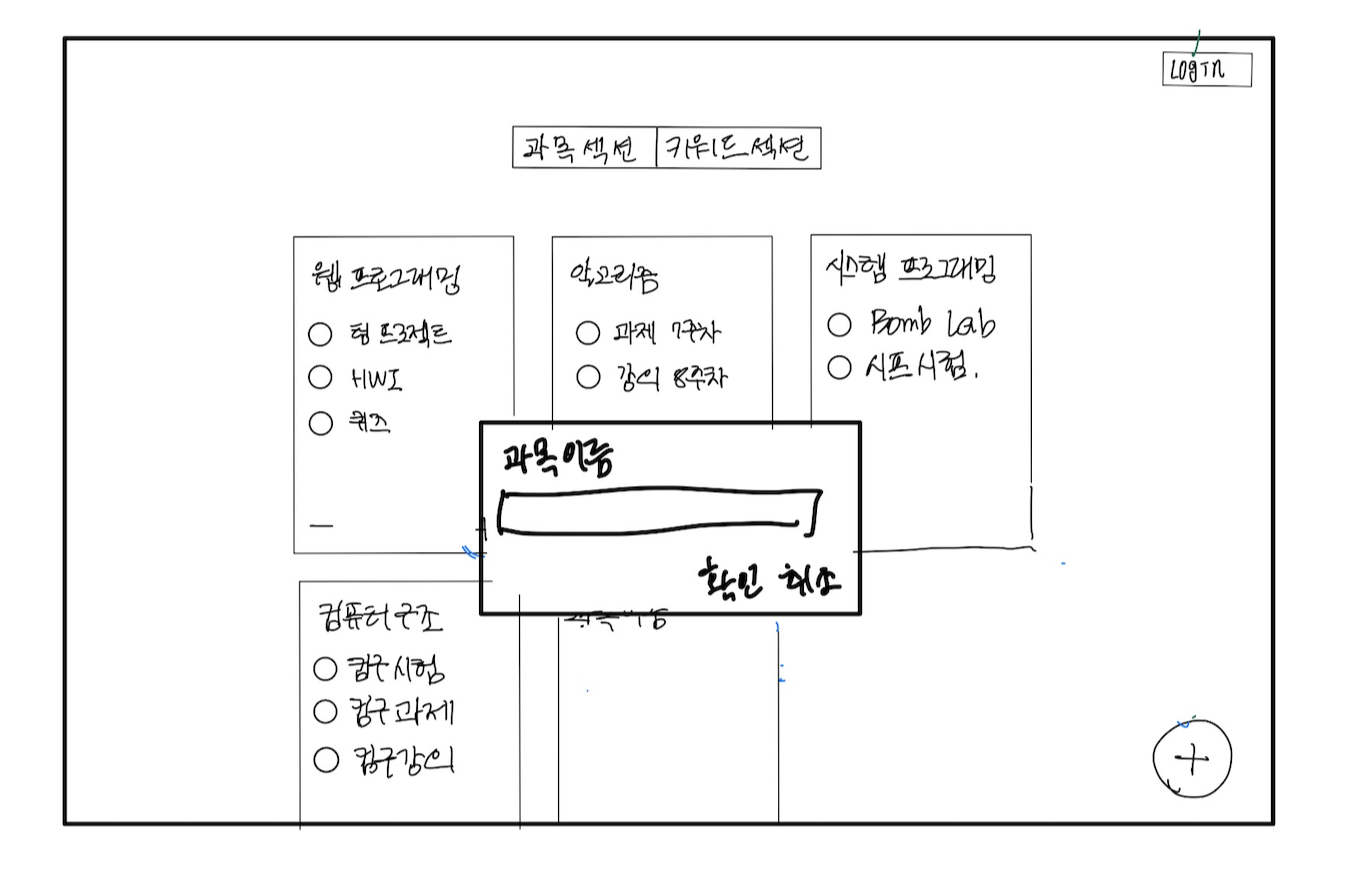 LOgIn
과목섹션 키워드섹션
웹 프로그래밍
텀 프로젝트
HWI
퀴즈
알고리즘
과제 7주차
강의 8주차
시스템 프로그래밍
Bomb Lab
시프시험.
과목이름
확인 취소
컴퓨터구조
컴구시험
컴구과제
컴구강의
+